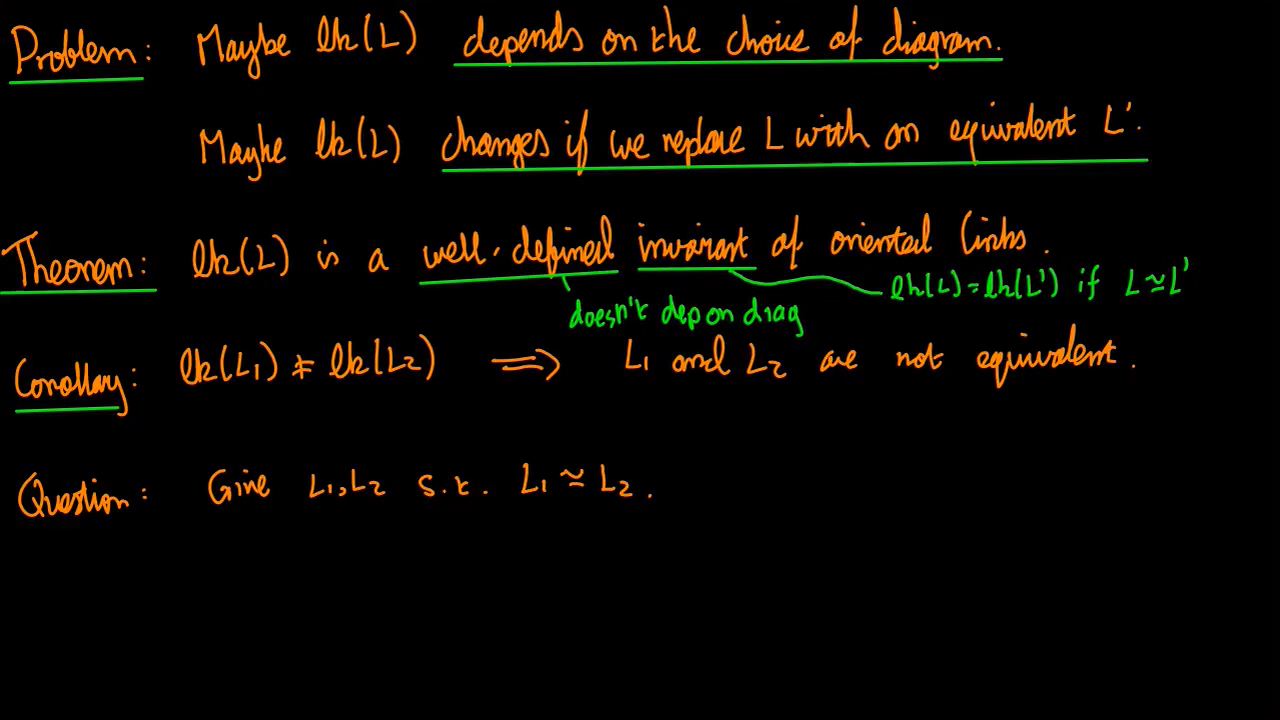 Problem: Maybe lk(L) depends on the choice of diagram.
Maybe lk(L) changes if we replace L with an equivalent L'.
Theorem: lk(L) is a well-defined invariant of oriented links.
lk(L) = lk(L') if L ≃ L'
doesn't dep on diag
Corollary: lk(L₁) ≠ lk(L₂) ⟹ L₁ and L₂ are not equivalent.
Question: Give L₁, L₂ s.t. L₁ ≃ L₂.